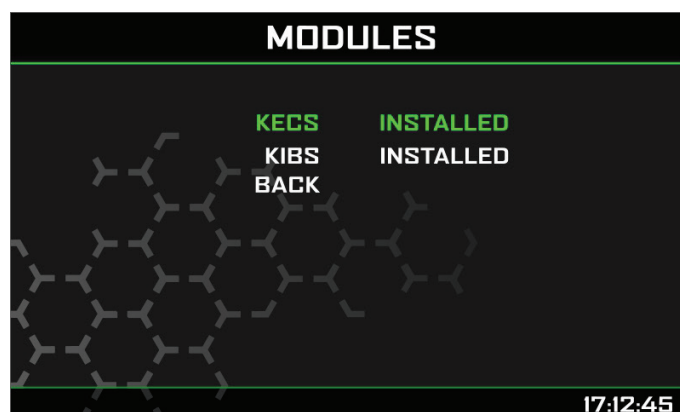 MODULES
KECS INSTALLED
KIBS INSTALLED
BACK
17:12:45